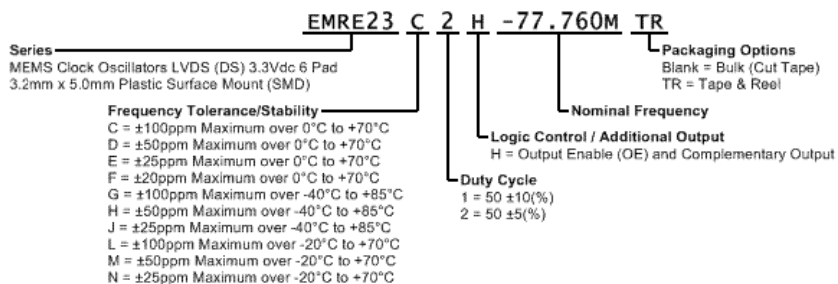 EMRE23 C 2 H -77.760M TR
Series
MEMS Clock Oscillators LVDS (DS) 3.3Vdc 6 Pad
3.2mm x 5.0mm Plastic Surface Mount (SMD)
Frequency Tolerance/Stability
C = ±100ppm Maximum over 0°C to +70°C
D = ±50ppm Maximum over 0°C to +70°C
E = ±25ppm Maximum over 0°C to +70°C
F = ±20ppm Maximum over 0°C to +70°C
G = ±100ppm Maximum over -40°C to +85°C
H = ±50ppm Maximum over -40°C to +85°C
J = ±25ppm Maximum over -40°C to +85°C
L = ±100ppm Maximum over -20°C to +70°C
M = ±50ppm Maximum over -20°C to +70°C
N = ±25ppm Maximum over -20°C to +70°C
Packaging Options
Blank = Bulk (Cut Tape)
TR = Tape & Reel
Nominal Frequency
Logic Control / Additional Output
H = Output Enable (OE) and Complementary Output
Duty Cycle
1 = 50 ±10(%)
2 = 50 ±5(%)